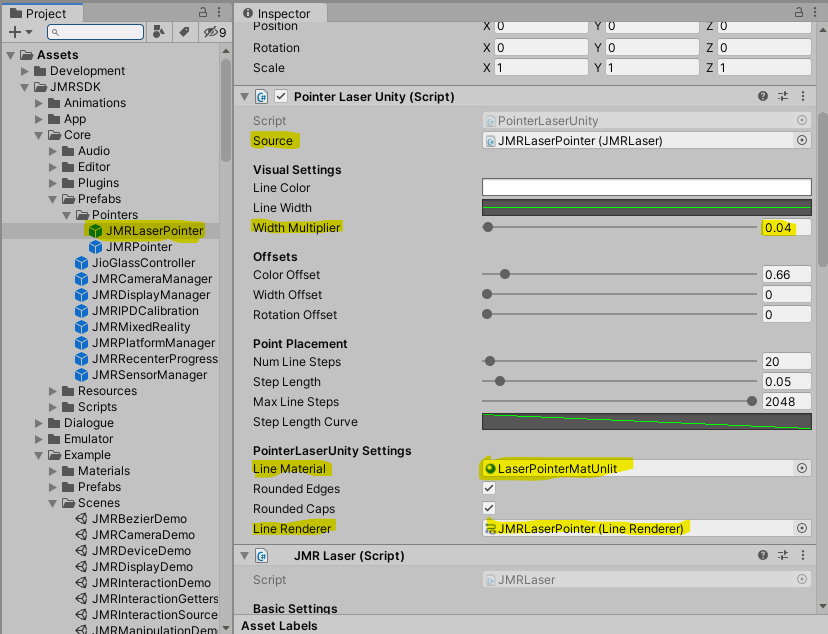 Project
9
Assets
Development
JMRSDK
Animations
App
Core
Audio
Editor
Plugins
Prefabs
Pointers
JMRLaserPointer
JMRPointer
JioGlassController
JMRCameraManager
JMRDisplayManager
JMRIPDCalibration
JMRMixedReality
JMRPlatformManager
JMRRecenterProgress
JMRSensorManager
Resources
Scripts
Dialogue
Emulator
Example
Materials
Prefabs
Scenes
JMRBezierDemo
JMRCameraDemo
JMRDeviceDemo
JMRDisplayDemo
JMRInteractionDemo
JMRInteractionGetters
JMRInteractionSource
JMRManipulationDem
Inspector
Position X 0 Y 0 Z 0
Rotation X 0 Y 0 Z 0
Scale X 1 Y 1 Z 1
Pointer Laser Unity (Script)
Script PointerLaserUnity
Source JMRLaserPointer (JMRLaser)
Visual Settings
Line Color
Line Width
Width Multiplier 0.04
Offsets
Color Offset 0.66
Width Offset 0
Rotation Offset 0
Point Placement
Num Line Steps 20
Step Length 0.05
Max Line Steps 2048
Step Length Curve
PointerLaserUnity Settings
Line Material LaserPointerMatUnlit
Rounded Edges
Rounded Caps
Line Renderer JMRLaserPointer (Line Renderer)
JMR Laser (Script)
Script JMRLaser
Basic Settings
Asset Labels